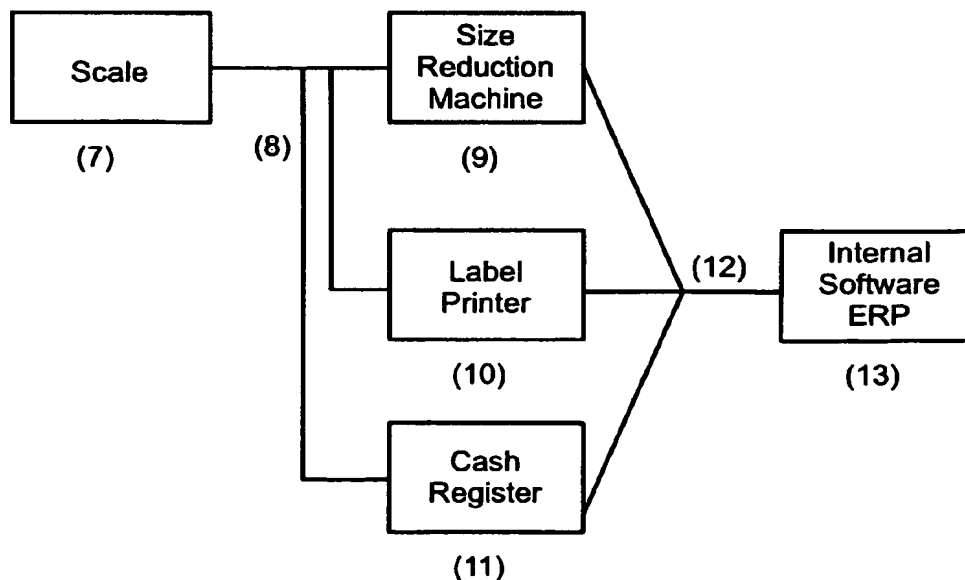 Scale
(7)
(8)
Size
Reduction
Machine
(9)
Label
Printer
(10)
Cash
Register
(11)
(12)
Internal
Software
ERP
(13)